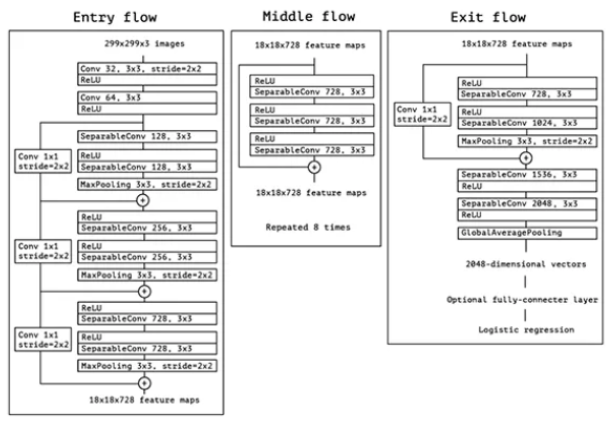 Entry flow
299x299x3 images
Conv 32, 3x3, stride=2x2
ReLU
Conv 64, 3x3
ReLU
SeparableConv 128, 3x3
Conv 1x1
stride=2x2
ReLU
SeparableConv 128, 3x3
MaxPooling 3x3, stride=2x2
+
ReLU
SeparableConv 256, 3x3
Conv 1x1
stride=2x2
ReLU
SeparableConv 256, 3x3
MaxPooling 3x3, stride=2x2
+
ReLU
SeparableConv 728, 3x3
Conv 1x1
stride=2x2
ReLU
SeparableConv 728, 3x3
MaxPooling 3x3, stride=2x2
+
18x18x728 feature maps
Middle flow
18x18x728 feature maps
ReLU
SeparableConv 728, 3x3
ReLU
SeparableConv 728, 3x3
ReLU
SeparableConv 728, 3x3
+
18x18x728 feature maps
Repeated 8 times
Exit flow
18x18x728 feature maps
ReLU
SeparableConv 728, 3x3
Conv 1x1
stride=2x2
ReLU
SeparableConv 1024, 3x3
MaxPooling 3x3, stride=2x2
+
SeparableConv 1536, 3x3
ReLU
SeparableConv 2048, 3x3
ReLU
GlobalAveragePooling
2048-dimensional vectors
Optional fully-connecter layer
Logistic regression